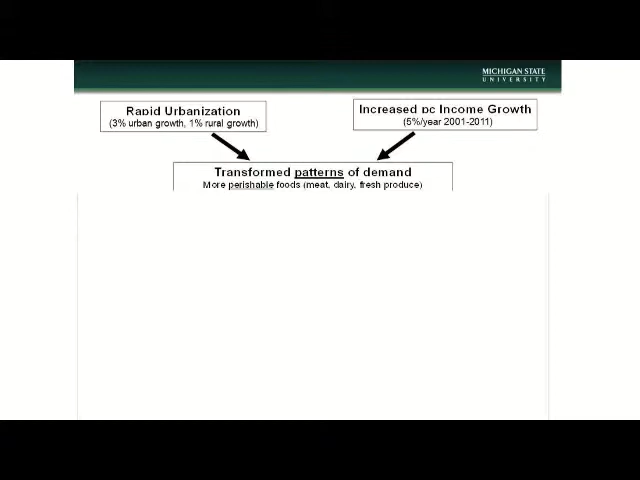 MICHIGAN STATE
UNIVERSITY
Rapid Urbanization
(3% urban growth, 1% rural growth)
Increased pc Income Growth
(5%/year 2001-2011)
Transformed patterns of demand
More perishable foods (meat, dairy, fresh produce)